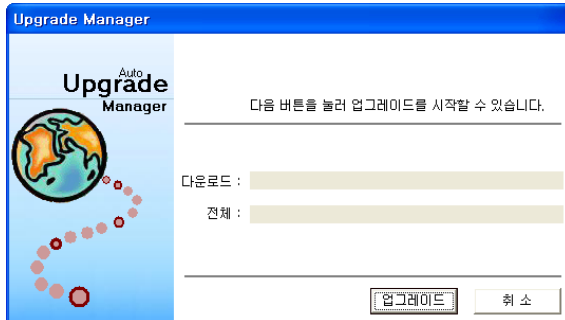 Upgrade Manager
Auto
Upgrade
Manager
다음 버튼을 눌러 업그레이드를 시작할 수 있습니다.
다운로드 :
전체 :
업그레이드
취 소